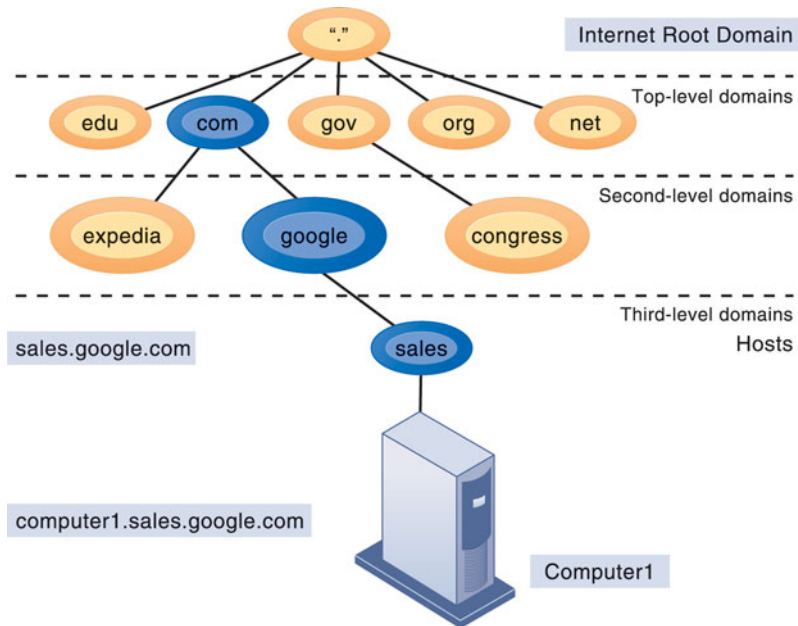 “.”
Internet Root Domain
Top-level domains
edu
com
gov
org
net
Second-level domains
expedia
google
congress
Third-level domains
Hosts
sales.google.com
sales
computer1.sales.google.com
Computer1